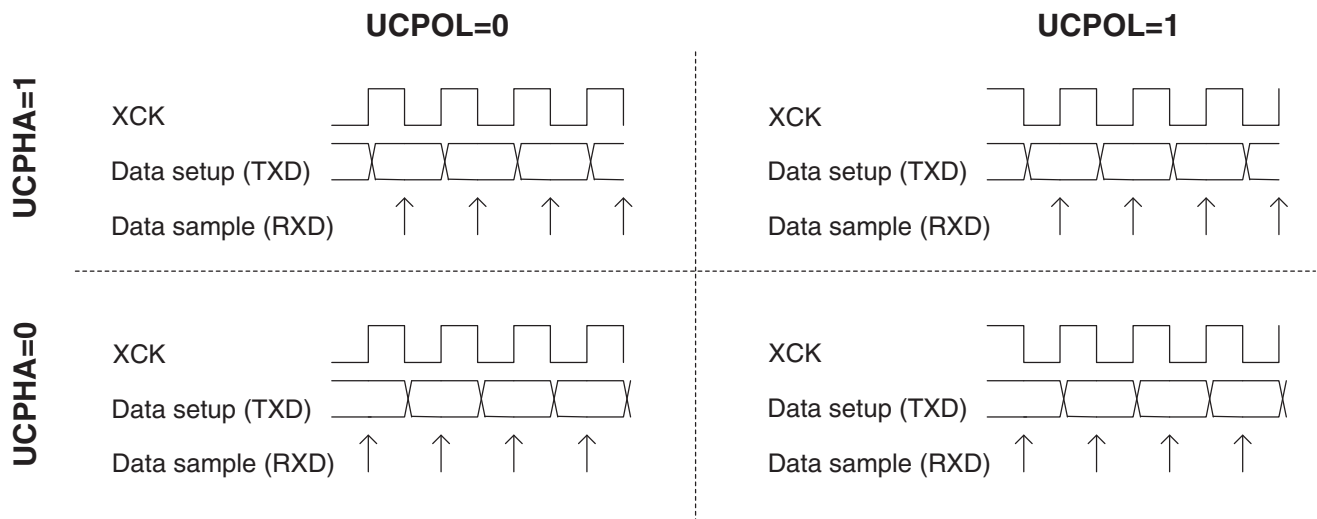 UCPOL=0
UCPOL=1
UCPHA=1
XCK
Data setup (TXD)
Data sample (RXD)
XCK
Data setup (TXD)
Data sample (RXD)
UCPHA=0
XCK
Data setup (TXD)
Data sample (RXD)
XCK
Data setup (TXD)
Data sample (RXD)